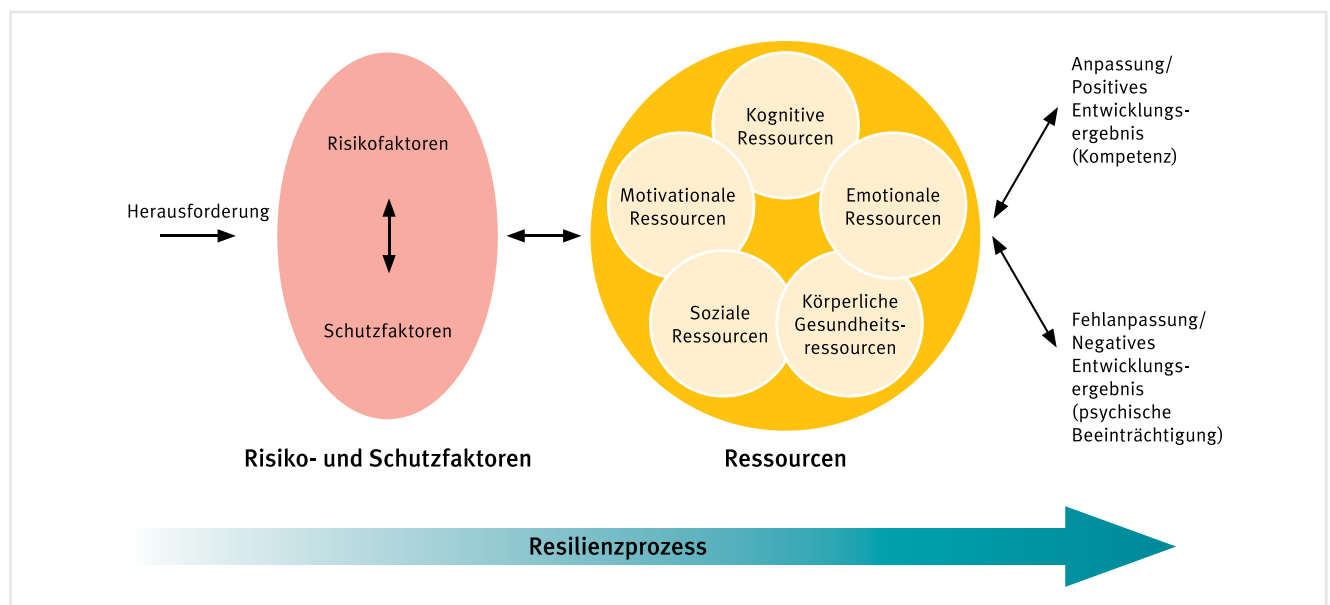 Herausforderung
Risikofaktoren
Schutzfaktoren
Risiko- und Schutzfaktoren
Kognitive
Ressourcen
Motivationale
Ressourcen
Emotionale
Ressourcen
Soziale
Ressourcen
Körperliche
Gesundheits-
ressourcen
Ressourcen
Anpassung/
Positives
Entwicklungs-
ergebnis
(Kompetenz)
Fehlanpassung/
Negatives
Entwicklungs-
ergebnis
(psychische
Beeinträchtigung)
Resilienzprozess